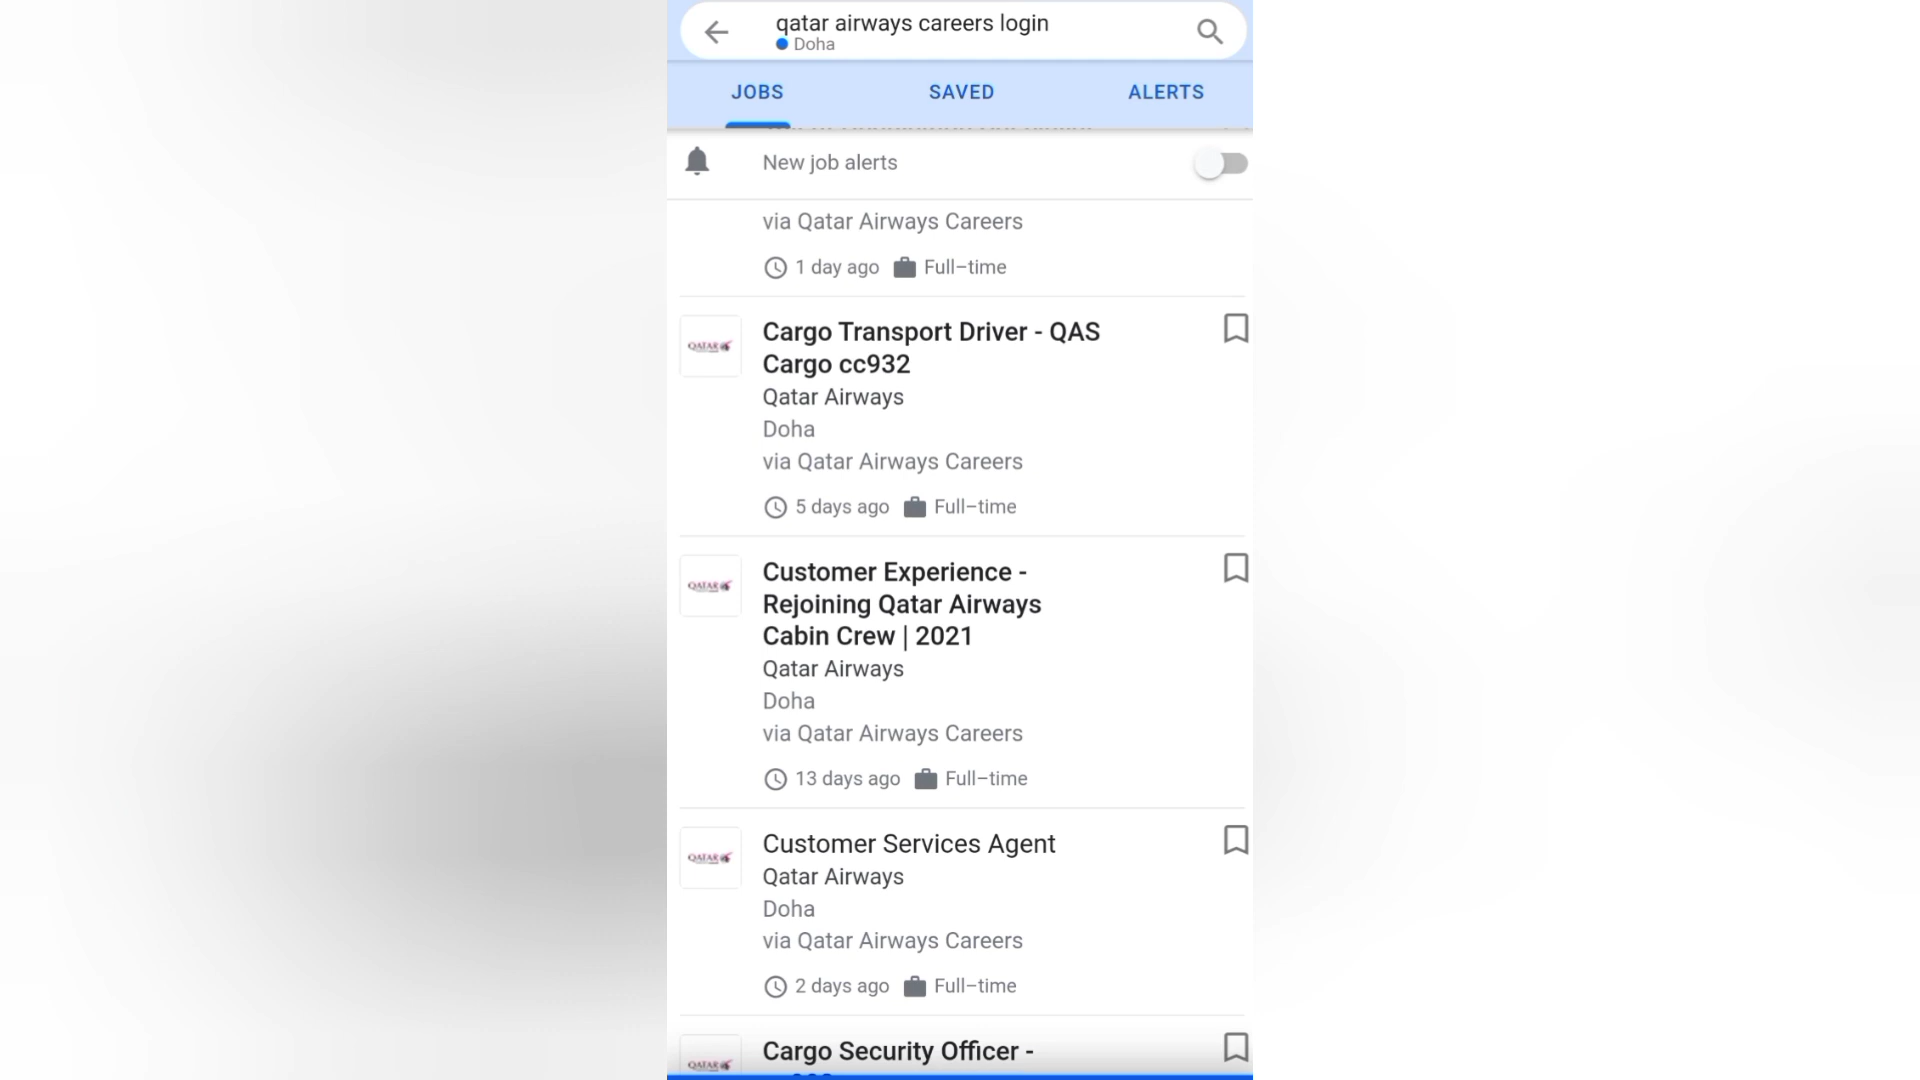 qatar airways careers login
Doha
JOBS
SAVED
ALERTS
New job alerts
via Qatar Airways Careers
1 day ago Full-time
QATAR
Cargo Transport Driver - QAS
Cargo cc932
Qatar Airways
Doha
via Qatar Airways Careers
5 days ago Full-time
QATAR
Customer Experience -
Rejoining Qatar Airways
Cabin Crew | 2021
Qatar Airways
Doha
via Qatar Airways Careers
13 days ago Full-time
QATAR
Customer Services Agent
Qatar Airways
Doha
via Qatar Airways Careers
2 days ago Full-time
QATAR
Cargo Security Officer -